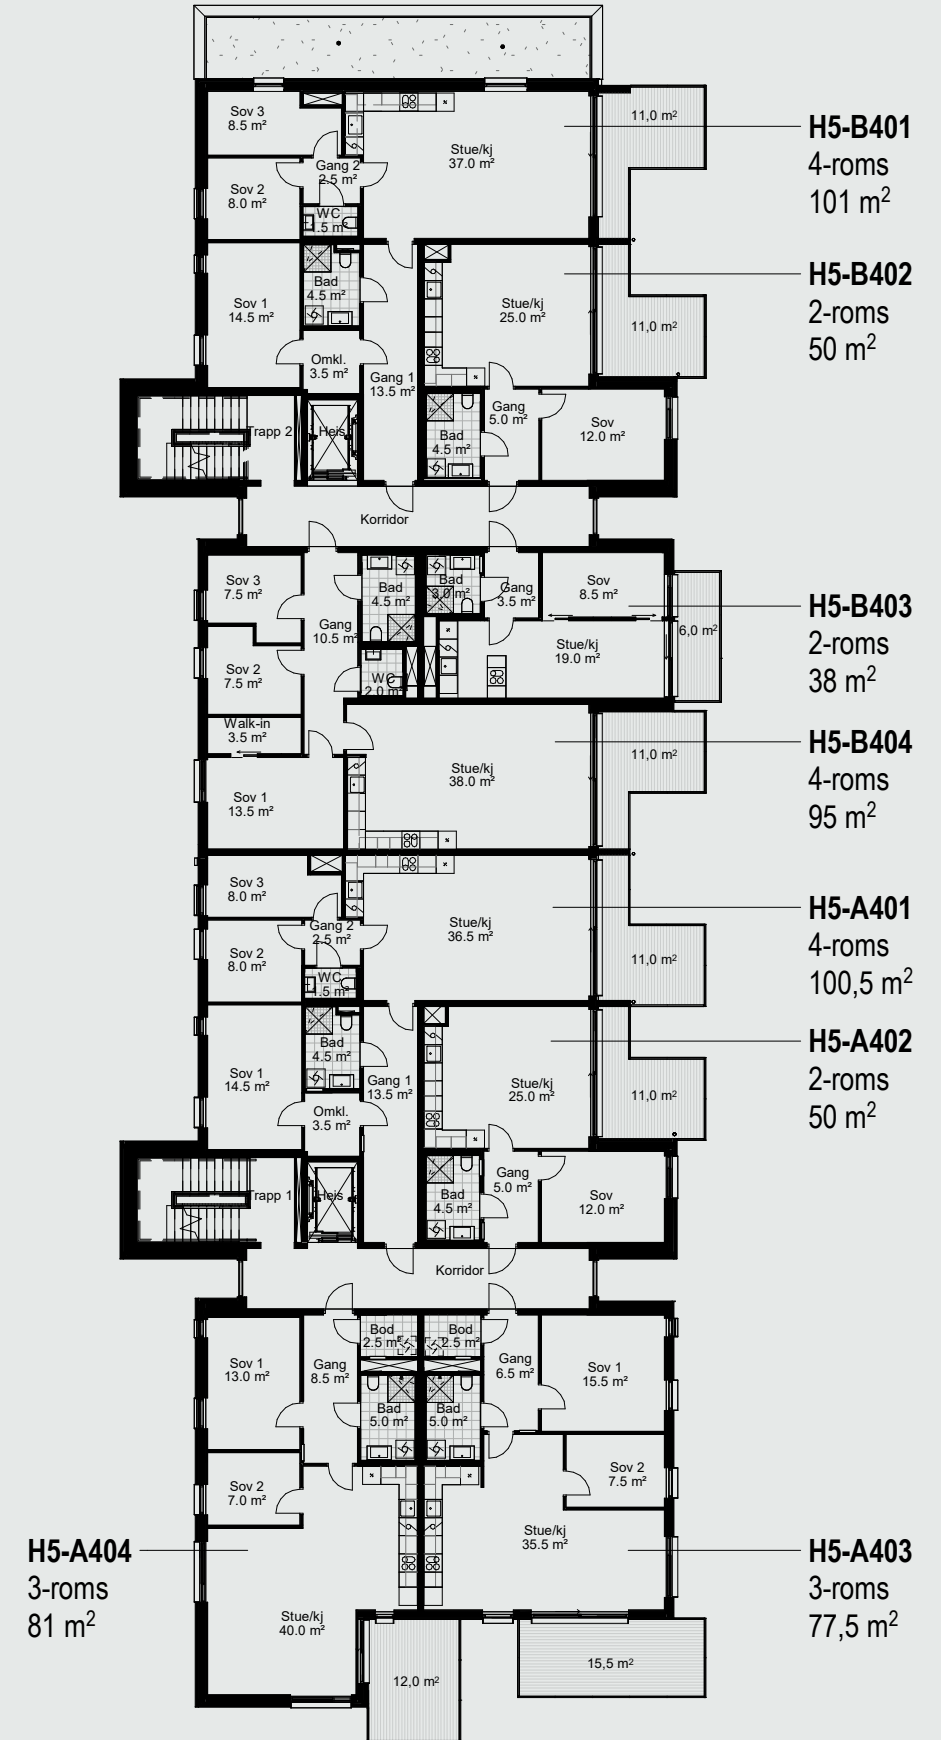 Sov 3
8.5 m²
Stue/kj
37.0 m²
11,0 m²
H5-B401
4-roms
101 m²
Gang 2
2.5 m²
Sov 2
8.0 m²
WC
1.5 m²
Bad
4.5 m²
Sov 1
14.5 m²
Omkl.
3.5 m²
Gang 1
13.5 m²
Stue/kj
25.0 m²
11,0 m²
H5-B402
2-roms
50 m²
Gang
5.0 m²
Sov
12.0 m²
Bad
4.5 m²
Trapp 2
Heis
Korridor
Sov 3
7.5 m²
Bad
4.5 m²
Gang
10.5 m²
Sov 2
7.5 m²
WC
2.0 m²
Walk-in
3.5 m²
Sov 1
13.5 m²
Bad
3.0 m²
Gang
3.5 m²
Sov
8.5 m²
Stue/kj
19.0 m²
6,0 m²
H5-B403
2-roms
38 m²
Stue/kj
38.0 m²
11,0 m²
H5-B404
4-roms
95 m²
Sov 3
8.0 m²
Stue/kj
36.5 m²
11,0 m²
H5-A401
4-roms
100,5 m²
Gang 2
2.5 m²
Sov 2
8.0 m²
WC
1.5 m²
Bad
4.5 m²
Sov 1
14.5 m²
Gang 1
13.5 m²
Omkl.
3.5 m²
Stue/kj
25.0 m²
11,0 m²
H5-A402
2-roms
50 m²
Gang
5.0 m²
Bad
4.5 m²
Sov
12.0 m²
Trapp 1
Heis
Korridor
Bod
2.5 m²
Bod
2.5 m²
Sov 1
13.0 m²
Gang
8.5 m²
Gang
6.5 m²
Sov 1
15.5 m²
Bad
5.0 m²
Bad
5.0 m²
Sov 2
7.0 m²
Sov 2
7.5 m²
Stue/kj
35.5 m²
H5-A404
3-roms
81 m²
H5-A403
3-roms
77,5 m²
Stue/kj
40.0 m²
12,0 m²
15,5 m²